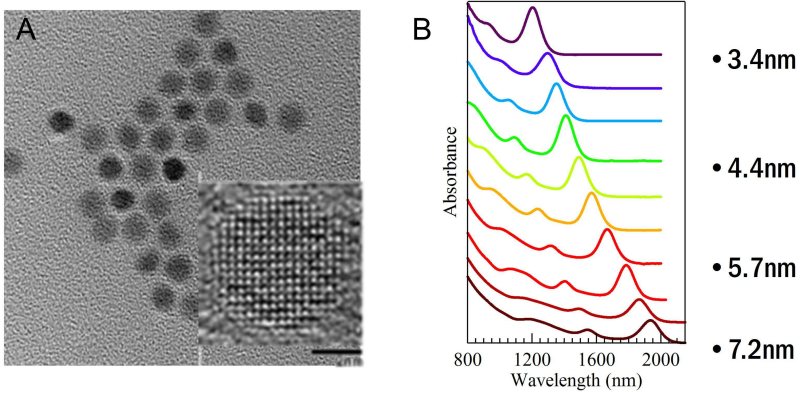 A
B
Absorbance
800
1200
1600
2000
Wavelength (nm)
• 3.4nm
• 4.4nm
• 5.7nm
• 7.2nm